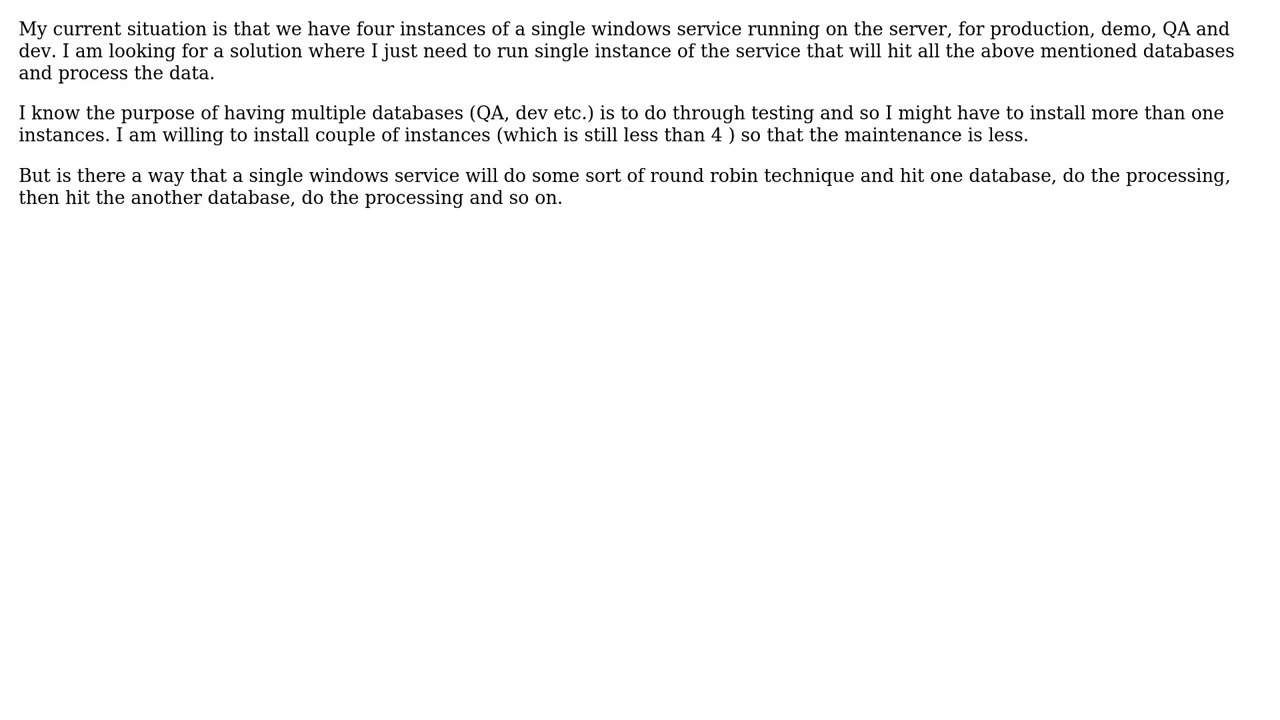 My current situation is that we have four instances of a single windows service running on the server, for production, demo, QA and
dev. I am looking for a solution where I just need to run single instance of the service that will hit all the above mentioned databases
and process the data.
I know the purpose of having multiple databases (QA, dev etc.) is to do through testing and so I might have to install more than one
instances. I am willing to install couple of instances (which is still less than 4 ) so that the maintenance is less.
But is there a way that a single windows service will do some sort of round robin technique and hit one database, do the processing,
then hit the another database, do the processing and so on.